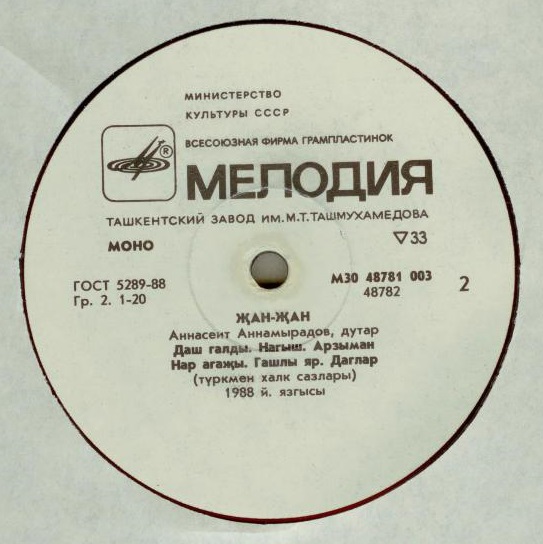 МИНИСТЕРСТВО
КУЛЬТУРЫ СССР
ВСЕСОЮЗНАЯ ФИРМА ГРАМПЛАСТИНОК
®
МЕЛОДИЯ
ТАШКЕНТСКИЙ ЗАВОД ИМ.М.Т.ТАШМУХАМЕДОВА
МОНО ▽33
ГОСТ 5289-88 М30 48781 003
Гр. 2. 1-20 48782 2
ҖАН-ҖАН
Аннасеит Аннамырадов, дутар
Даш галды. Нагыш. Арзыман
Нар агаҗы. Гашлы яр. Даглар
(түркмен халк сазлары)
1988 й. язгысы